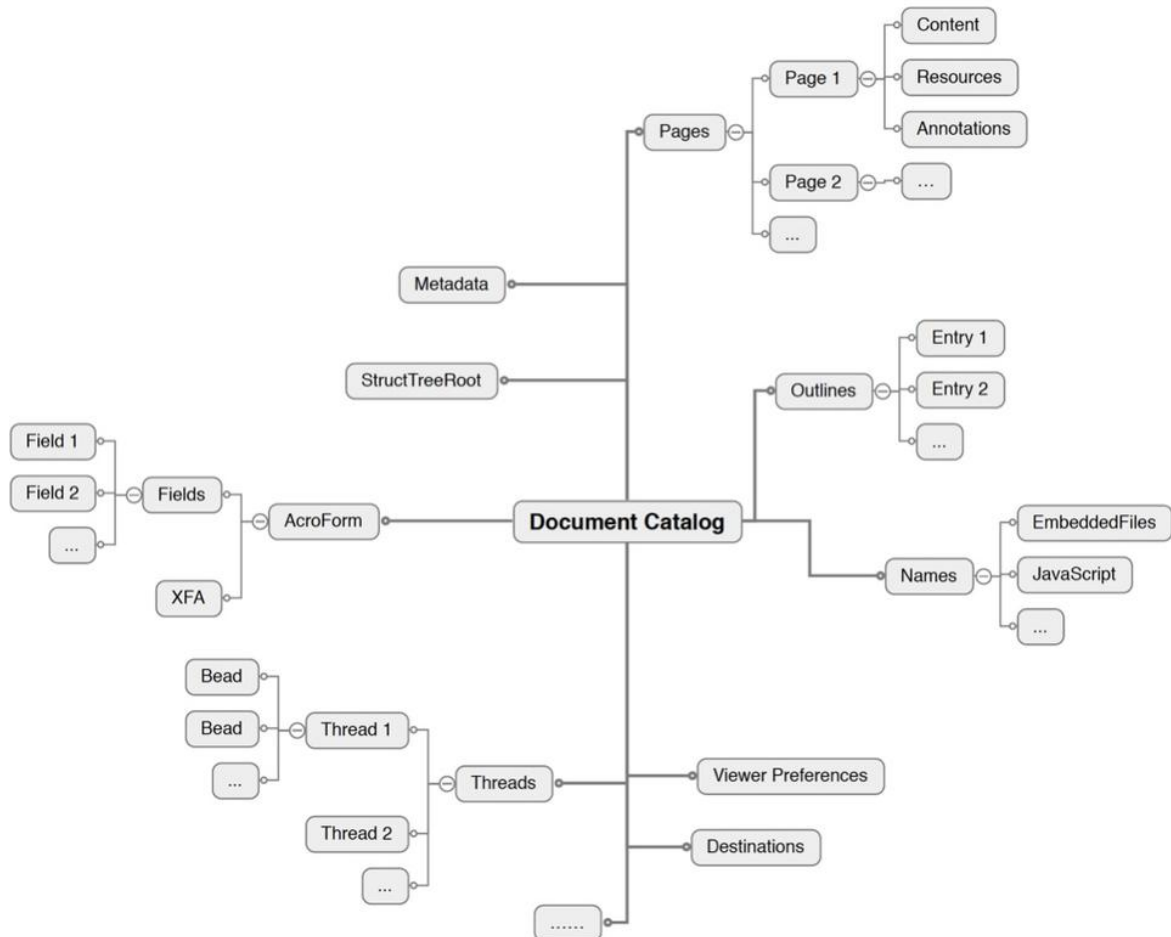 Content
Page 1
Resources
Pages
Annotations
Page 2
...
...
Metadata
Entry 1
StructTreeRoot
Outlines
Entry 2
Field 1
...
Field 2
Fields
AcroForm
Document Catalog
EmbeddedFiles
...
Names
JavaScript
XFA
...
Bead
Bead
Thread 1
...
Threads
Viewer Preferences
Thread 2
Destinations
...
......